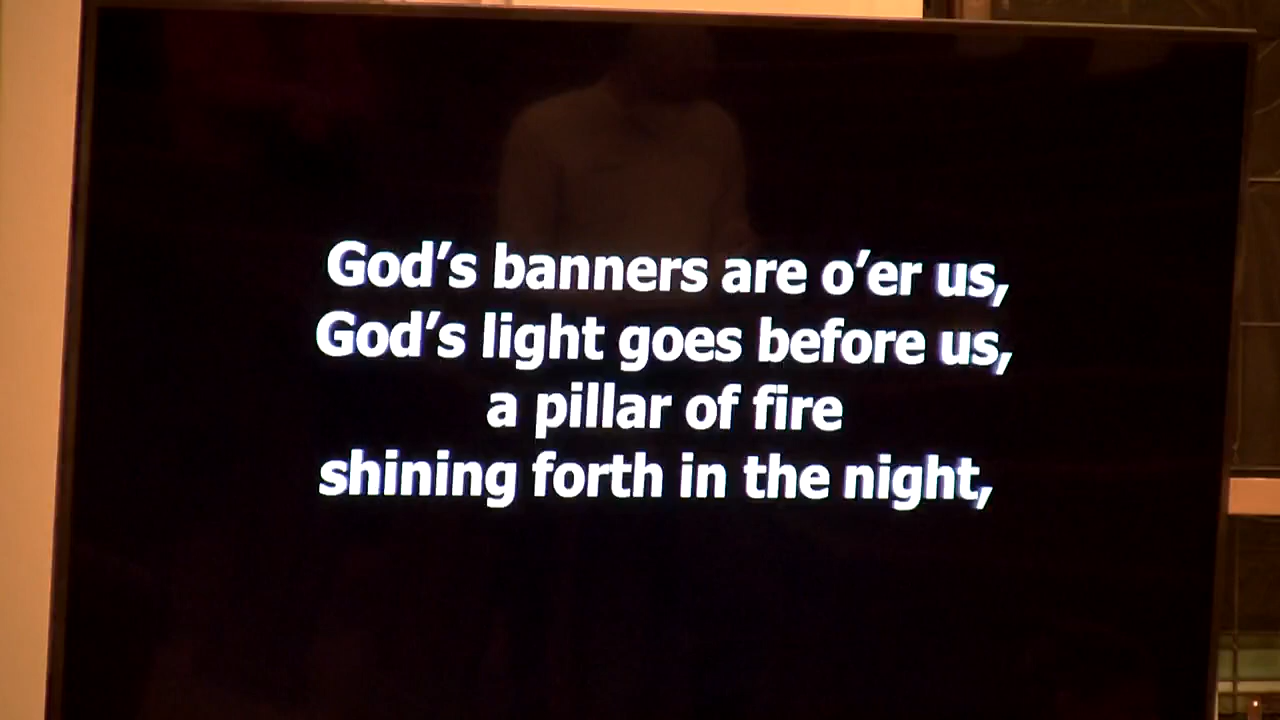 God’s banners are o’er us,
God’s light goes before us,
a pillar of fire
shining forth in the night,